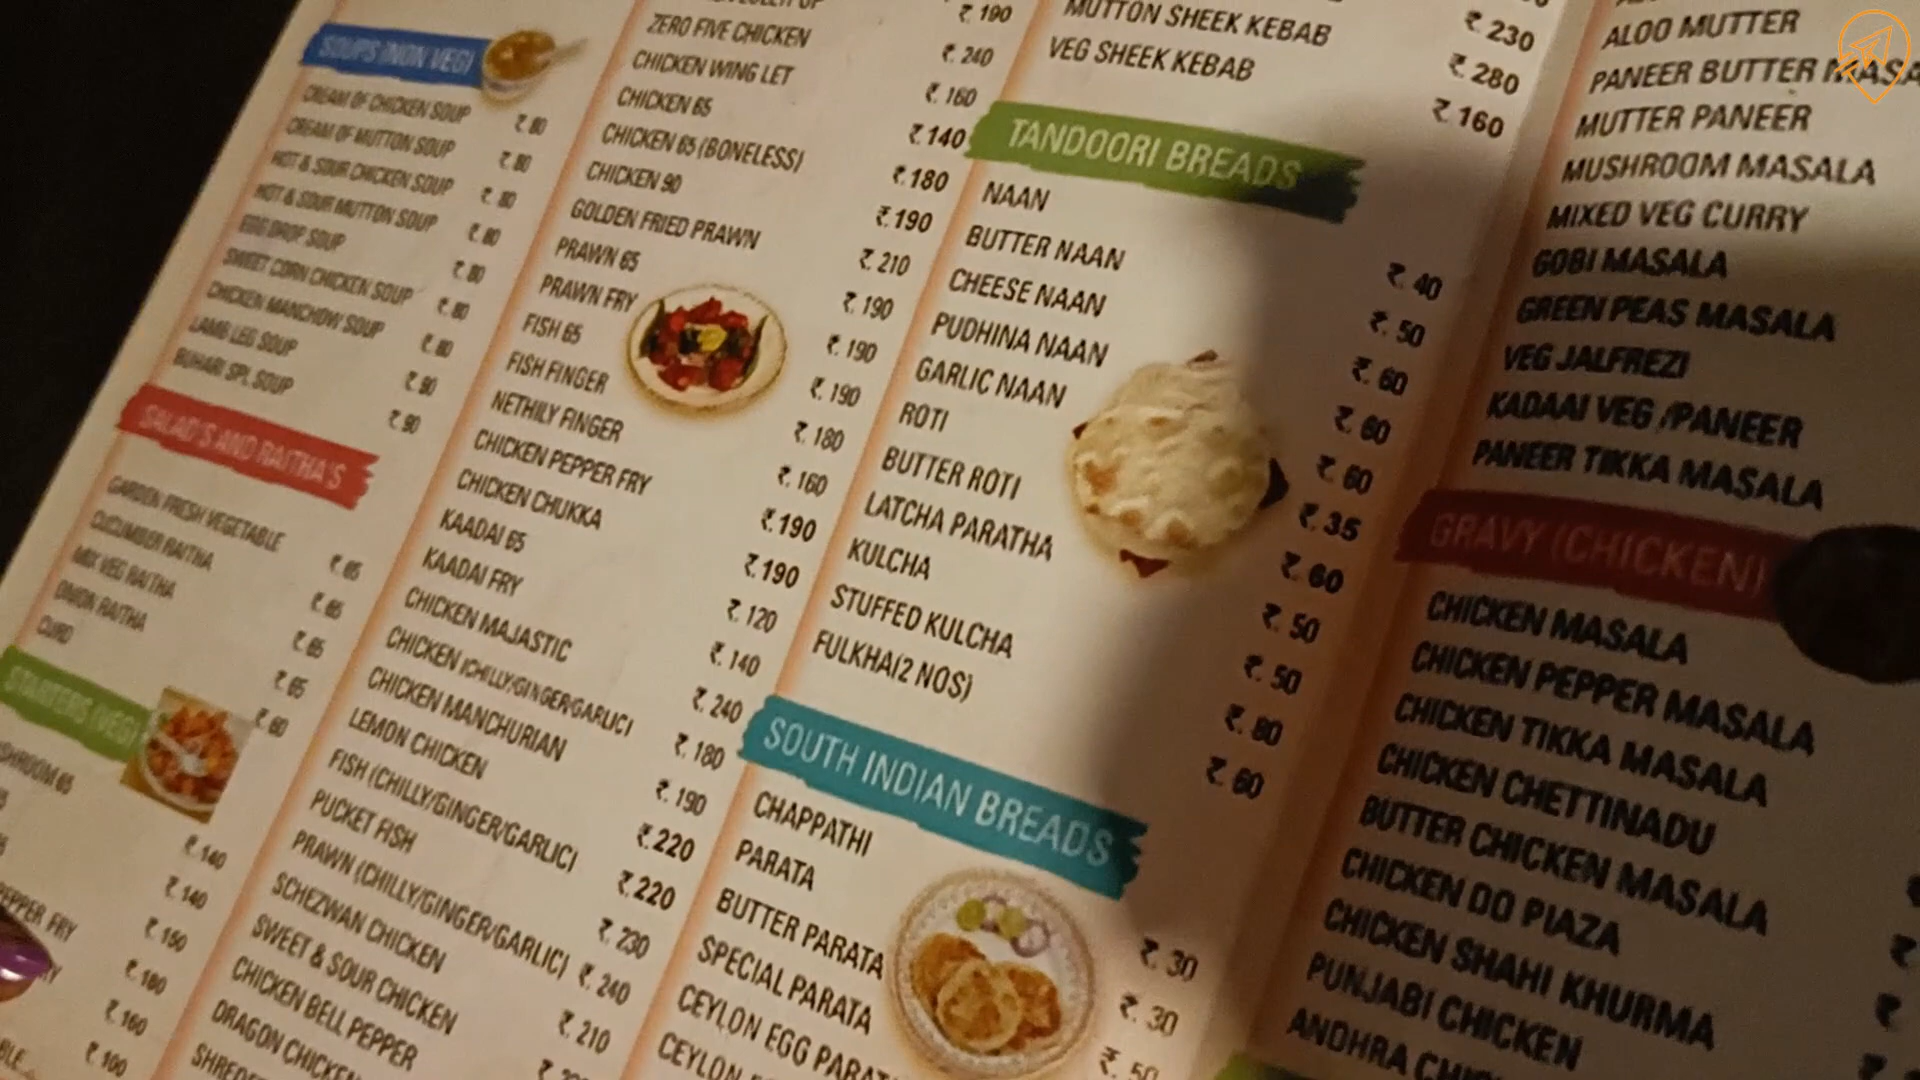 SOUPS (NON VEG)
CREAM OF CHICKEN SOUP ₹. 80
CREAM OF MUTTON SOUP ₹. 80
HOT & SOUR CHICKEN SOUP ₹. 80
HOT & SOUR MUTTON SOUP ₹. 80
EGG DROP SOUP ₹. 80
SWEET CORN CHICKEN SOUP ₹. 80
CHICKEN MANCHOW SOUP ₹. 80
LAMB LEG SOUP ₹. 90
BUHARI SPL SOUP ₹. 90
SALAD'S AND RAITHA'S
GARDEN FRESH VEGETABLE ₹. 65
CUCUMBER RAITHA ₹. 65
MIX VEG RAITHA ₹. 65
ONION RAITHA ₹. 65
CURD ₹. 60
STARTERS (VEG)
₹. 140
₹. 140
₹. 150
PEPPER FRY ₹. 180
₹. 160
₹. 100
₹. 190
ZERO FIVE CHICKEN ₹. 240
CHICKEN WING LET ₹. 160
CHICKEN 65 ₹. 140
CHICKEN 65 (BONELESS) ₹. 180
CHICKEN 90 ₹. 190
GOLDEN FRIED PRAWN ₹. 210
PRAWN 65 ₹. 190
PRAWN FRY ₹. 190
FISH 65 ₹. 190
FISH FINGER ₹. 180
NETHILY FINGER ₹. 160
CHICKEN PEPPER FRY ₹. 190
CHICKEN CHUKKA ₹. 190
KAADAI 65 ₹. 120
KAADAI FRY ₹. 140
CHICKEN MAJASTIC ₹. 240
CHICKEN (CHILLY/GINGER/GARLIC) ₹. 180
CHICKEN MANCHURIAN ₹. 190
LEMON CHICKEN ₹. 220
FISH (CHILLY/GINGER/GARLIC) ₹. 220
PUCKET FISH ₹. 230
PRAWN (CHILLY/GINGER/GARLIC) ₹. 240
SCHEZWAN CHICKEN ₹. 210
SWEET & SOUR CHICKEN
CHICKEN BELL PEPPER
DRAGON CHICKEN
₹. 230
MUTTON SHEEK KEBAB ₹. 280
VEG SHEEK KEBAB ₹. 160
TANDOORI BREADS
NAAN ₹. 40
BUTTER NAAN ₹. 50
CHEESE NAAN ₹. 60
PUDHINA NAAN ₹. 60
GARLIC NAAN ₹. 60
ROTI ₹. 35
BUTTER ROTI ₹. 60
LATCHA PARATHA ₹. 50
KULCHA ₹. 50
STUFFED KULCHA ₹. 80
FULKHA(2 NOS) ₹. 60
SOUTH INDIAN BREADS
CHAPPATHI ₹. 30
PARATA ₹. 30
BUTTER PARATA ₹. 50
SPECIAL PARATA
CEYLON EGG PARATA
CEYLON
ALOO MUTTER
PANEER BUTTER MASA
MUTTER PANEER
MUSHROOM MASALA
MIXED VEG CURRY
GOBI MASALA
GREEN PEAS MASALA
VEG JALFREZI
KADAAI VEG /PANEER
PANEER TIKKA MASALA
GRAVY (CHICKEN)
CHICKEN MASALA
CHICKEN PEPPER MASALA
CHICKEN TIKKA MASALA
CHICKEN CHETTINADU
BUTTER CHICKEN MASALA
CHICKEN DO PIAZA
CHICKEN SHAHI KHURMA
PUNJABI CHICKEN
ANDHRA